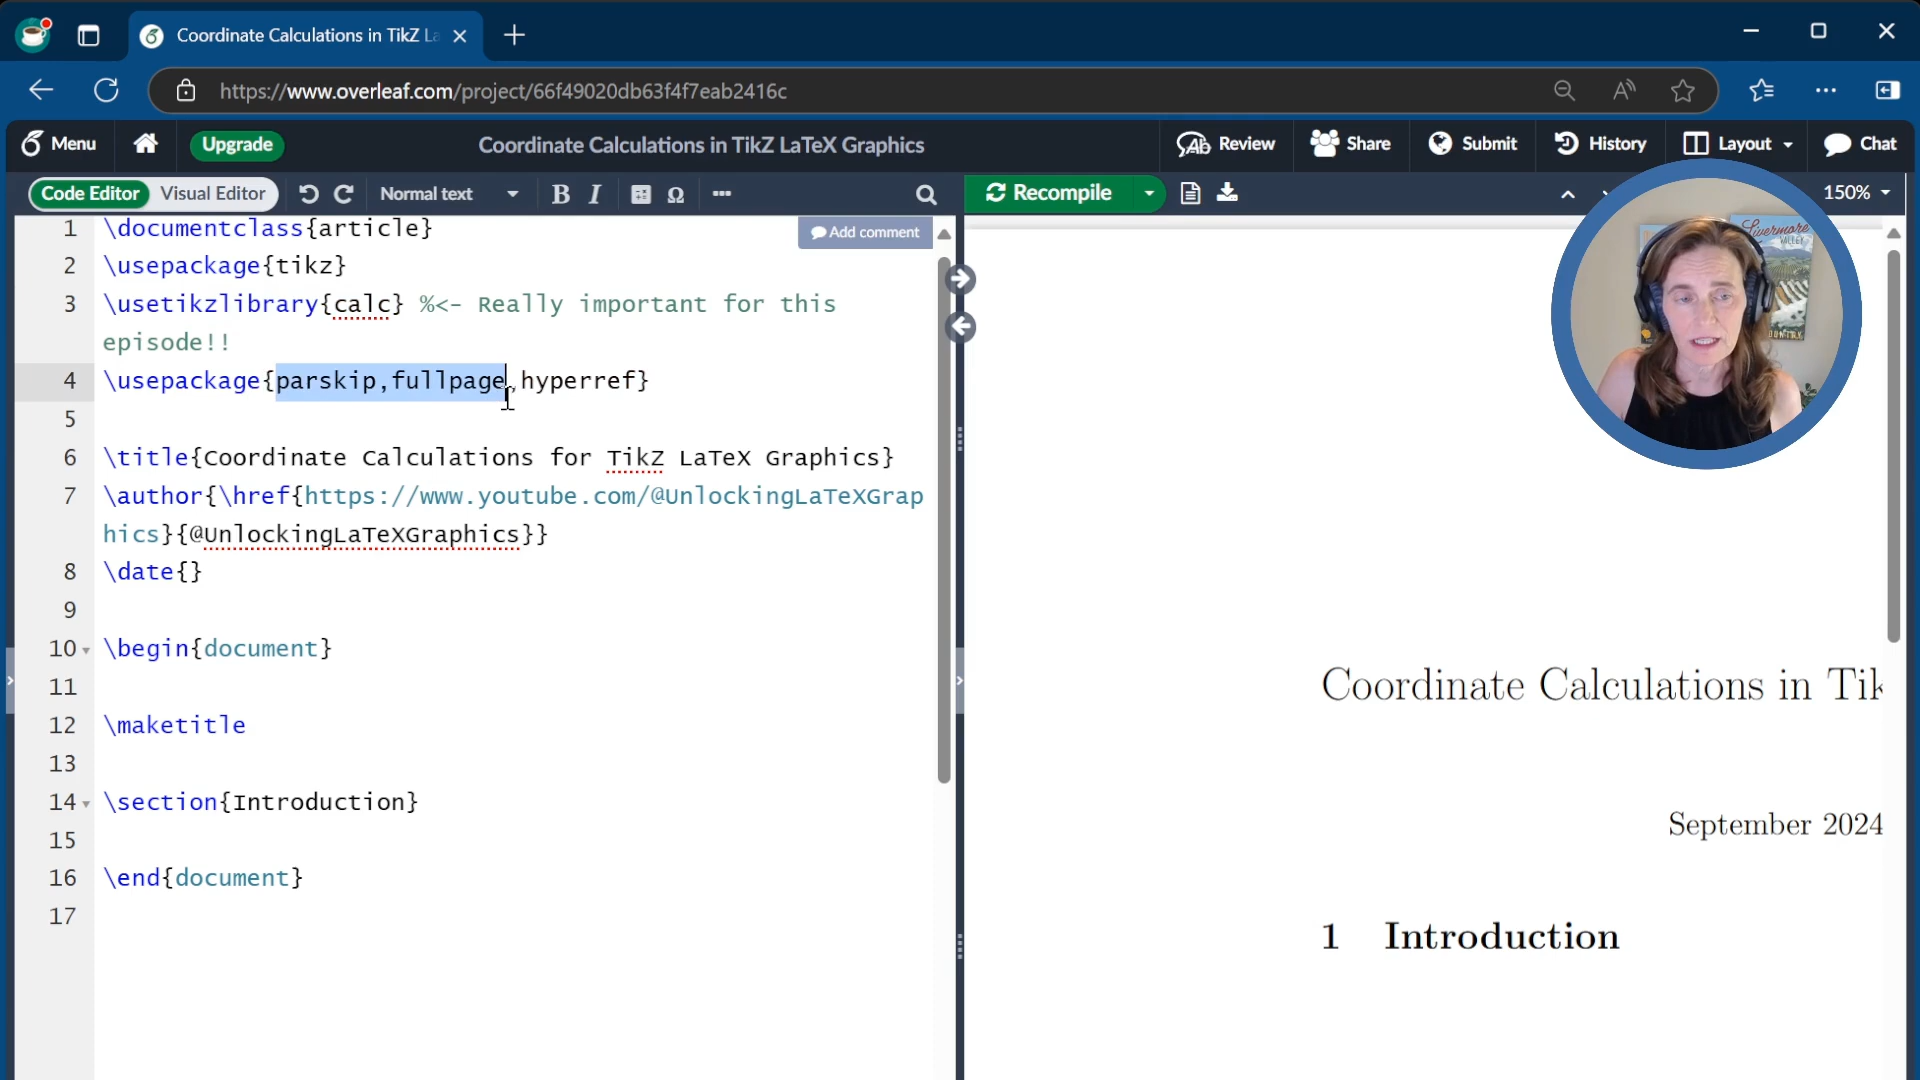 Coordinate Calculations in TikZ La
https://www.overleaf.com/project/66f49020db63f4f7eab2416c
Menu
Upgrade
Coordinate Calculations in TikZ LaTeX Graphics
Review
Share
Submit
History
Layout
Chat
Code Editor
Visual Editor
Normal text
B
I
Ω
Recompile
150%
Add comment
1 \documentclass{article}
2 \usepackage{tikz}
3 \usetikzlibrary{calc} %<- Really important for this
episode!!
4 \usepackage{parskip,fullpage,hyperref}
5
6 \title{Coordinate Calculations for TikZ LaTeX Graphics}
7 \author{\href{https://www.youtube.com/@UnlockingLaTeXGrap
hics}{@UnlockingLaTeXGraphics}}
8 \date{}
9
10 \begin{document}
11
12 \maketitle
13
14 \section{Introduction}
15
16 \end{document}
17
Coordinate Calculations in Tik
September 2024
1 Introduction
Livermore
VALLEY